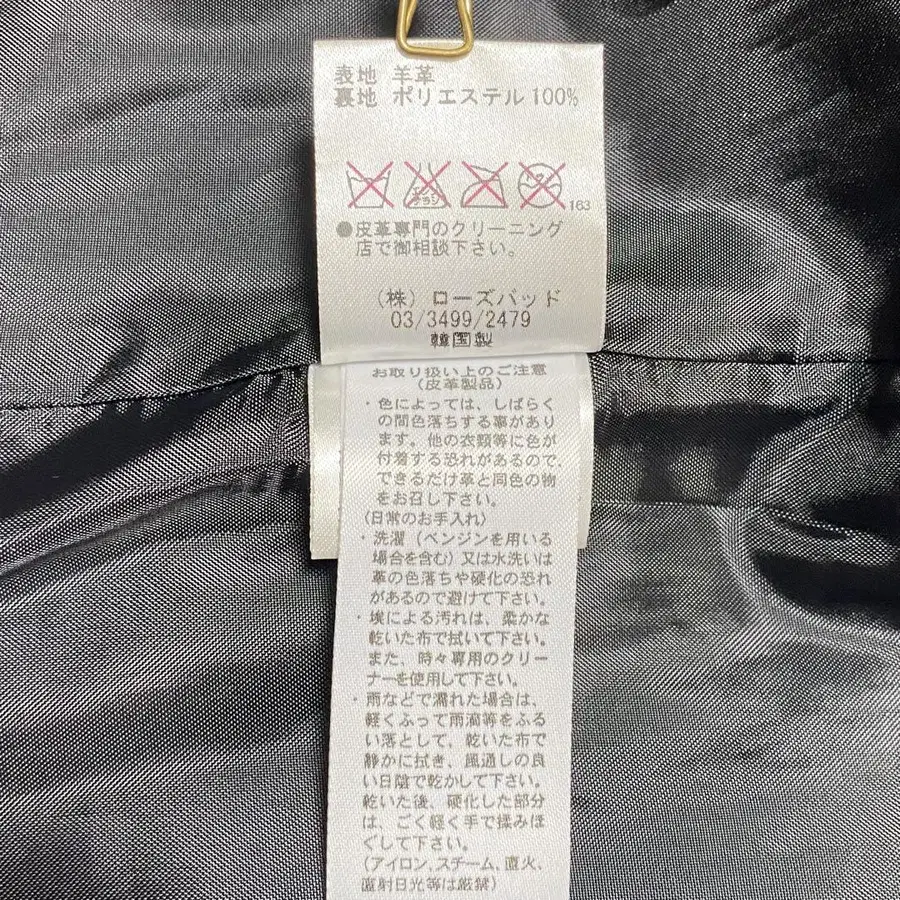 表地 羊革
裏地 ポリエステル 100%
エンソ
サラシ
163
●皮革専門のクリーニング
店で御相談下さい。
(株) ローズバッド
03/3499/2479
韓国製
お取り扱い上のご注意
(皮革製品)
・色によっては、しばらく
の間色落ちする事があり
ます。他の衣類等に色が
付着する恐れがあるので、
できるだけ革と同色の物
をお召し下さい。
(日常のお手入れ)
・洗濯(ベンジンを用いる
場合を含む)又は水洗いは
革の色落ちや硬化の恐れ
があるので避けて下さい。
・埃による汚れは、柔かな
乾いた布で拭いて下さい。
また、時々専用のクリー
ナーを使用して下さい。
・雨などで濡れた場合は、
軽くふって雨滴等をふる
い落として、乾いた布で
静かに拭き、風通しの良
い日陰で乾かして下さい。
乾いた後、硬化した部分
は、ごく軽く手で揉みほ
ぐして下さい。
(アイロン、スチーム、直火、
直射日光等は厳禁)